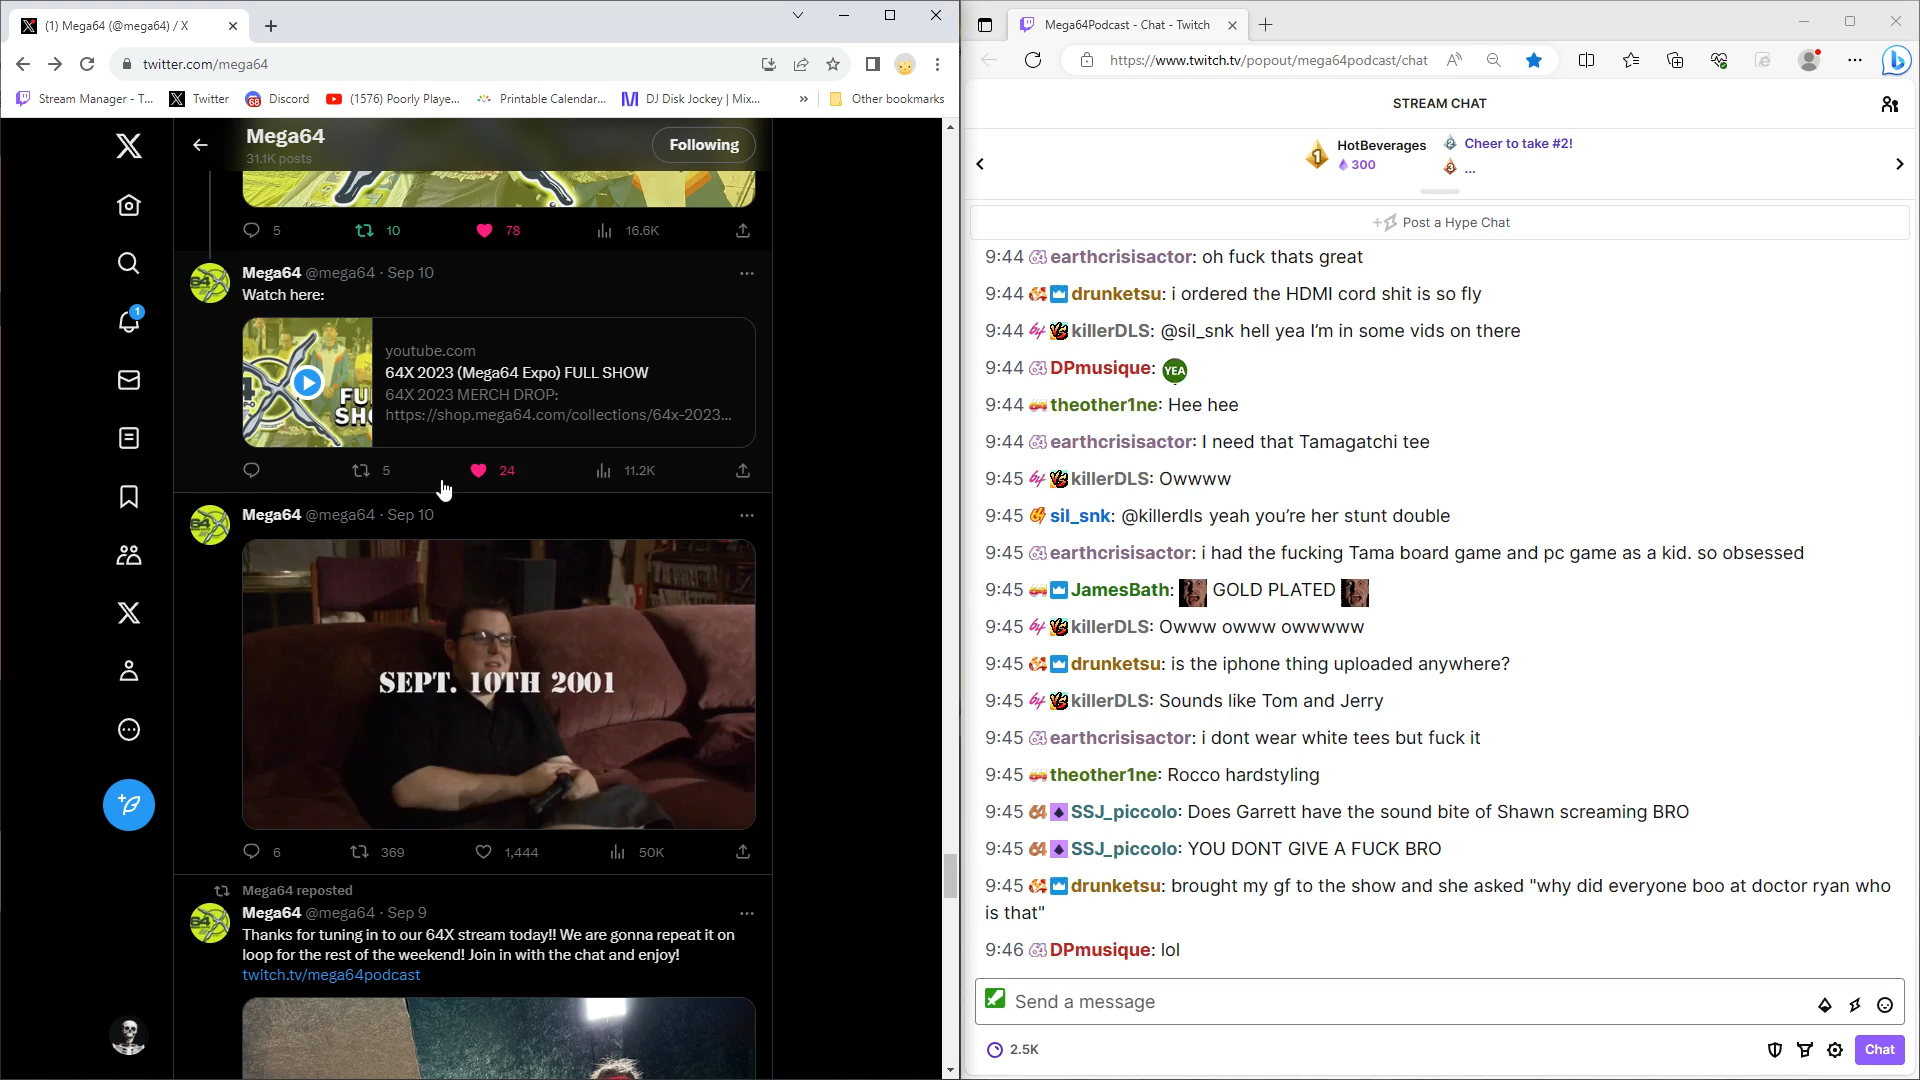 (1) Mega64 (@mega64) / X
twitter.com/mega64
Stream Manager - T...
Twitter
Discord
(1576) Poorly Playe...
Printable Calendar...
DJ Disk Jockey | Mix...
»
Other bookmarks
Mega64
31.1K posts
Following
5
10
78
16.6K
Mega64 @mega64 · Sep 10
Watch here:
youtube.com
64X 2023 (Mega64 Expo) FULL SHOW
64X 2023 MERCH DROP:
https://shop.mega64.com/collections/64x-2023...
5
24
11.2K
1
Mega64 @mega64 · Sep 10
SEPT. 10TH 2001
6
369
1,444
50K
Mega64 reposted
Mega64 @mega64 · Sep 9
Thanks for tuning in to our 64X stream today!! We are gonna repeat it on
loop for the rest of the weekend! Join in with the chat and enjoy!
twitch.tv/mega64podcast
Mega64Podcast - Chat - Twitch
https://www.twitch.tv/popout/mega64podcast/chat
STREAM CHAT
1
HotBeverages
300
2
Cheer to take #2!
3
...
Post a Hype Chat
9:44 earthcrisisactor: oh fuck thats great
9:44 drunketsu: i ordered the HDMI cord shit is so fly
9:44 killerDLS: @sil_snk hell yea I'm in some vids on there
9:44 DPmusique: YEA
9:44 theother1ne: Hee hee
9:44 earthcrisisactor: I need that Tamagatchi tee
9:45 killerDLS: Owwww
9:45 sil_snk: @killerdls yeah you're her stunt double
9:45 earthcrisisactor: i had the fucking Tama board game and pc game as a kid. so obsessed
9:45 JamesBath: GOLD PLATED
9:45 killerDLS: Owww owww owwwww
9:45 drunketsu: is the iphone thing uploaded anywhere?
9:45 killerDLS: Sounds like Tom and Jerry
9:45 earthcrisisactor: i dont wear white tees but fuck it
9:45 theother1ne: Rocco hardstyling
9:45 64 SSJ_piccolo: Does Garrett have the sound bite of Shawn screaming BRO
9:45 64 SSJ_piccolo: YOU DONT GIVE A FUCK BRO
9:45 drunketsu: brought my gf to the show and she asked "why did everyone boo at doctor ryan who
is that"
9:46 DPmusique: lol
Send a message
2.5K
Chat